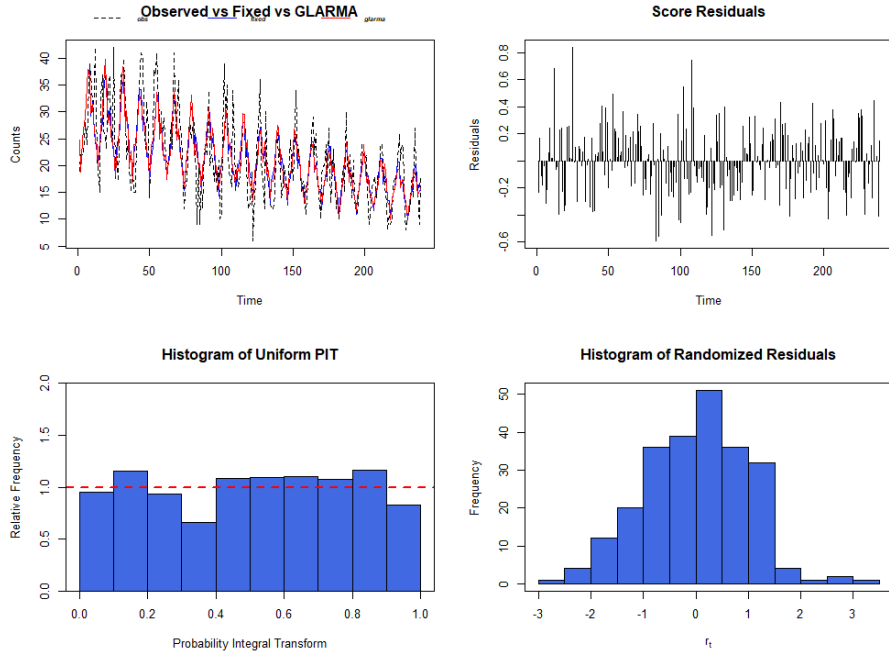 Observed vs Fixed vs GLARMA
obs fixed glarma
Counts
40
35
30
25
20
15
10
5
0 50 100 150 200
Time
Score Residuals
Residuals
0.8
0.4
0.2
-0.2
-0.6
0 50 100 150 200
Time
Histogram of Uniform PIT
Relative Frequency
2.0
1.5
1.0
0.5
0.0
0.0 0.2 0.4 0.6 0.8 1.0
Probability Integral Transform
Histogram of Randomized Residuals
Frequency
50
40
30
20
10
0
-3 -2 -1 0 1 2 3
r_t